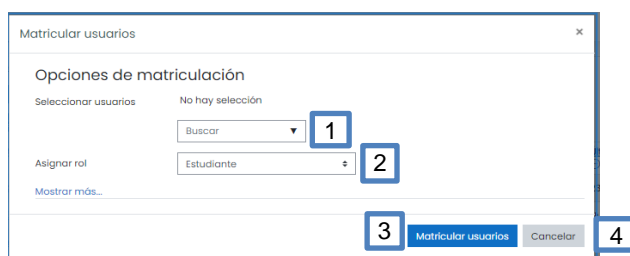 Matricular usuarios ×
Opciones de matriculación
Seleccionar usuarios No hay selección
Buscar ▼ 1
Asignar rol Estudiante 2
Mostrar más...
3 Matricular usuarios Cancelar 4